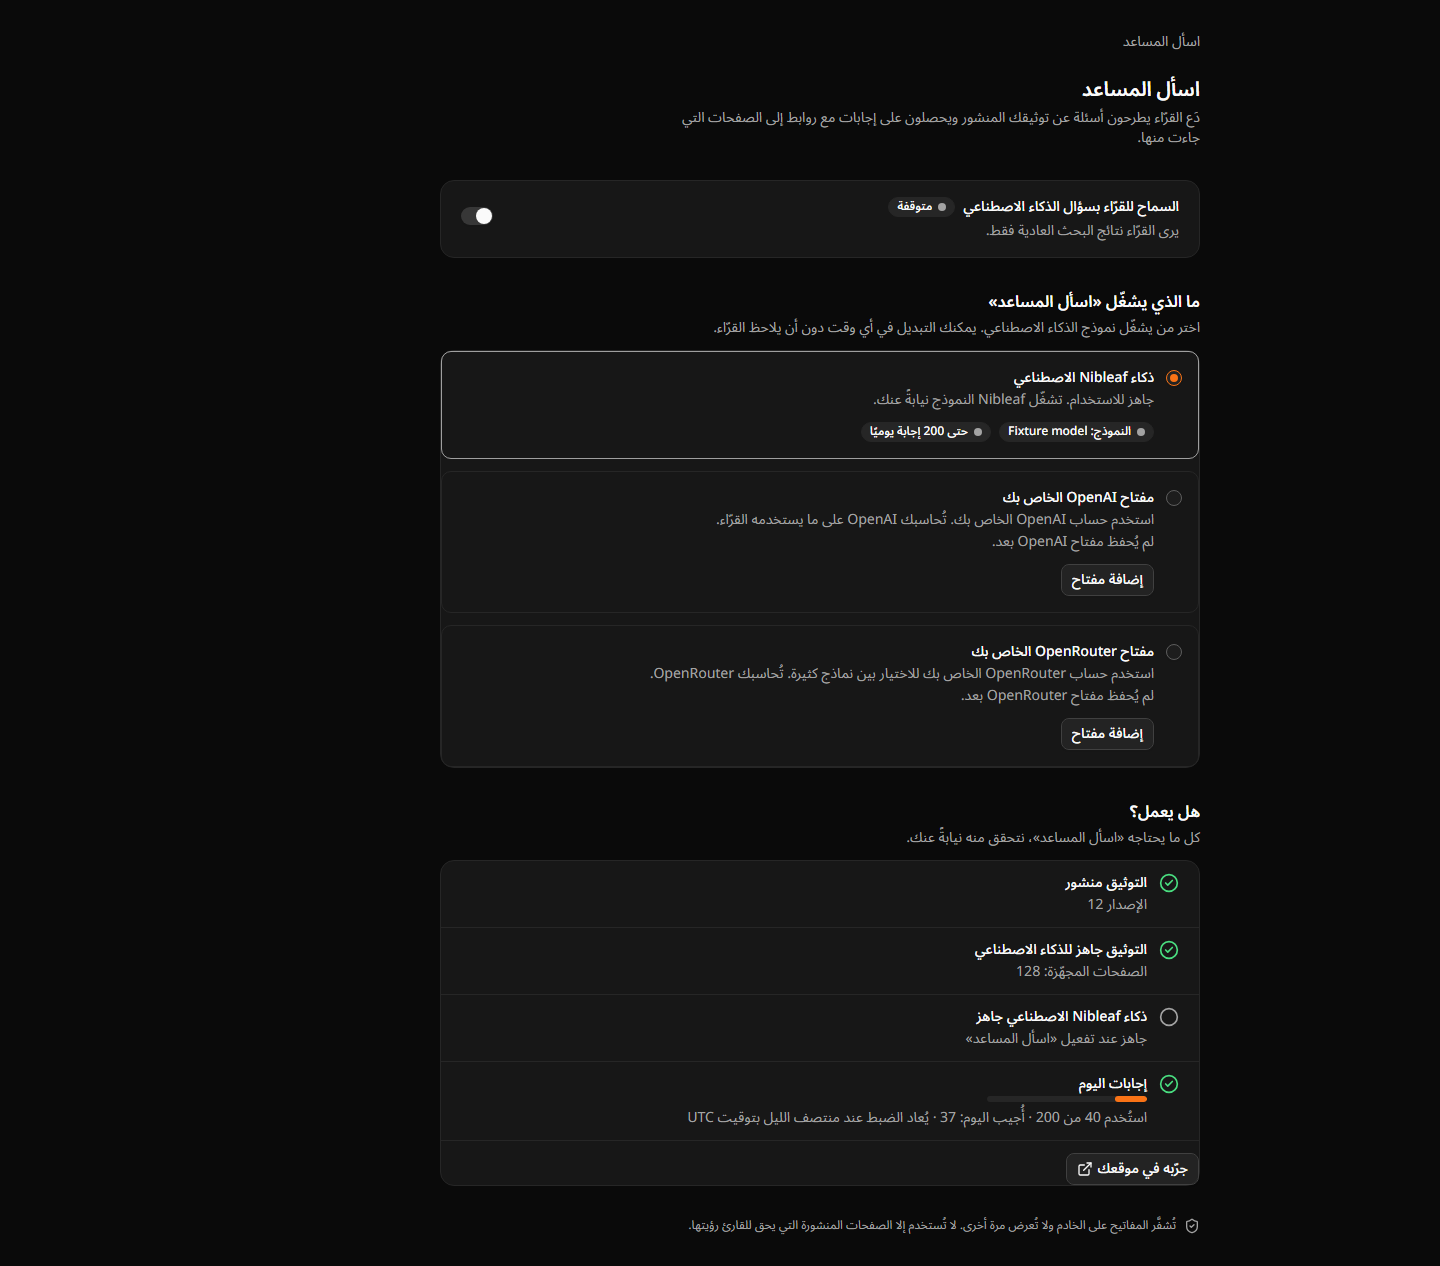 اسأل المساعد
اسأل المساعد
دَع القرّاء يطرحون أسئلة عن توثيقك المنشور ويحصلون على إجابات مع روابط إلى الصفحات التي
جاءت منها.
السماح للقرّاء بسؤال الذكاء الاصطناعي متوقفة
يرى القرّاء نتائج البحث العادية فقط.
ما الذي يشغّل «اسأل المساعد»
اختر من يشغّل نموذج الذكاء الاصطناعي. يمكنك التبديل في أي وقت دون أن يلاحظ القرّاء.
ذكاء Nibleaf الاصطناعي
جاهز للاستخدام. تشغّل Nibleaf النموذج نيابةً عنك.
النموذج: Fixture model حتى 200 إجابة يوميًا
مفتاح OpenAI الخاص بك
استخدم حساب OpenAI الخاص بك. تُحاسبك OpenAI على ما يستخدمه القرّاء.
لم يُحفظ مفتاح OpenAI بعد.
إضافة مفتاح
مفتاح OpenRouter الخاص بك
استخدم حساب OpenRouter الخاص بك للاختيار بين نماذج كثيرة. تُحاسبك OpenRouter.
لم يُحفظ مفتاح OpenRouter بعد.
إضافة مفتاح
هل يعمل؟
كل ما يحتاجه «اسأل المساعد»، نتحقق منه نيابةً عنك.
التوثيق منشور
الإصدار 12
التوثيق جاهز للذكاء الاصطناعي
الصفحات المجهّزة: 128
ذكاء Nibleaf الاصطناعي جاهز
جاهز عند تفعيل «اسأل المساعد»
إجابات اليوم
استُخدم 40 من 200 · أُجيب اليوم: 37 · يُعاد الضبط عند منتصف الليل بتوقيت UTC
جرّبه في موقعك
تُشفَّر المفاتيح على الخادم ولا تُعرض مرة أخرى. لا تُستخدم إلا الصفحات المنشورة التي يحق للقارئ رؤيتها.